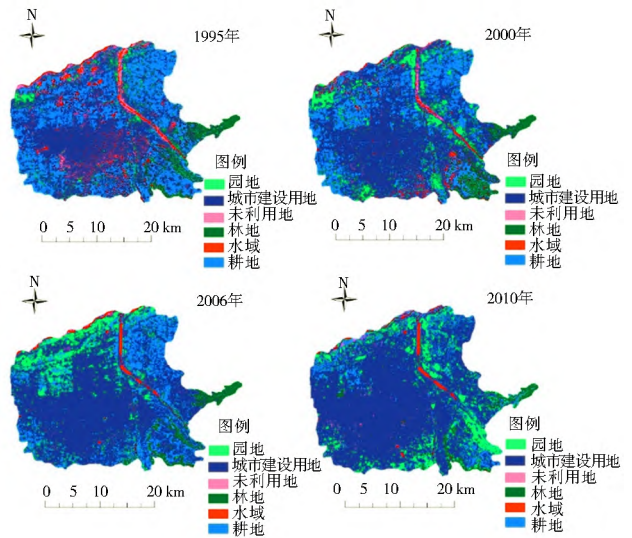 N
1995年
图例
园地
城市建设用地
未利用地
林地
水域
耕地
0 5 10 20 km
N
2000年
图例
园地
城市建设用地
未利用地
林地
水域
耕地
0 5 10 20 km
N
2006年
图例
园地
城市建设用地
未利用地
林地
水域
耕地
0 5 10 20 km
N
2010年
图例
园地
城市建设用地
未利用地
林地
水域
耕地
0 5 10 20 km